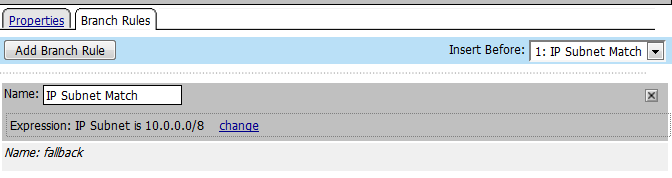 Properties Branch Rules
Add Branch Rule Insert Before: 1: IP Subnet Match
Name: IP Subnet Match
Expression: IP Subnet is 10.0.0.0/8 change
Name: fallback